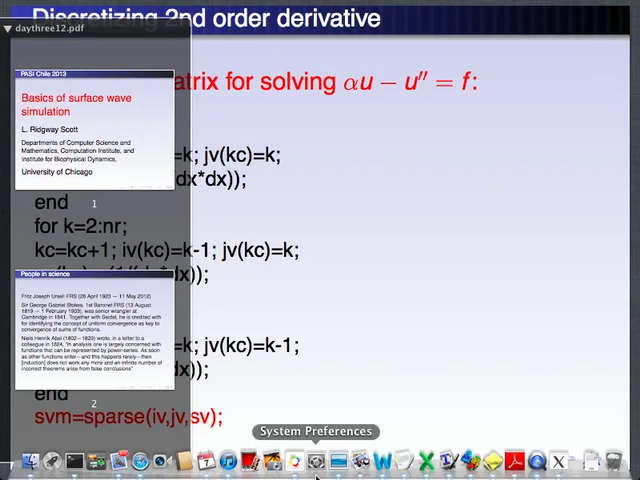 Discretizing 2nd order derivative
daythree12.pdf
atrix for solving αu − u″ = f:
PASI Chile 2013
Basics of surface wave
simulation
L. Ridgway Scott
Departments of Computer Science and
Mathematics, Computation Institute, and
Institute for Biophysical Dynamics,
University of Chicago
1
=k; jv(kc)=k;
dx*dx));
end
for k=2:nr;
kc=kc+1; iv(kc)=k-1; jv(kc)=k;
dx));
People in science
Fritz Joseph Ursell FRS (28 April 1923 — 11 May 2012)
Sir George Gabriel Stokes, 1st Baronet FRS (13 August
1819 — 1 February 1903), was senior wrangler at
Cambridge in 1841. Together with Seidel, he is credited with
for identifying the concept of uniform convergence as key to
convergence of sums of functions.
Niels Henrik Abel (1802–1829) wrote, in a letter to a
colleague in 1824, "in analysis one is largely concerned with
functions that can be represented by power-series. As soon
as other functions enter—and this happens rarely—then
[induction] does not work any more and an infinite number of
incorrect theorems arise from false conclusions"
2
=k; jv(kc)=k-1;
dx));
end
svm=sparse(iv,jv,sv);
System Preferences